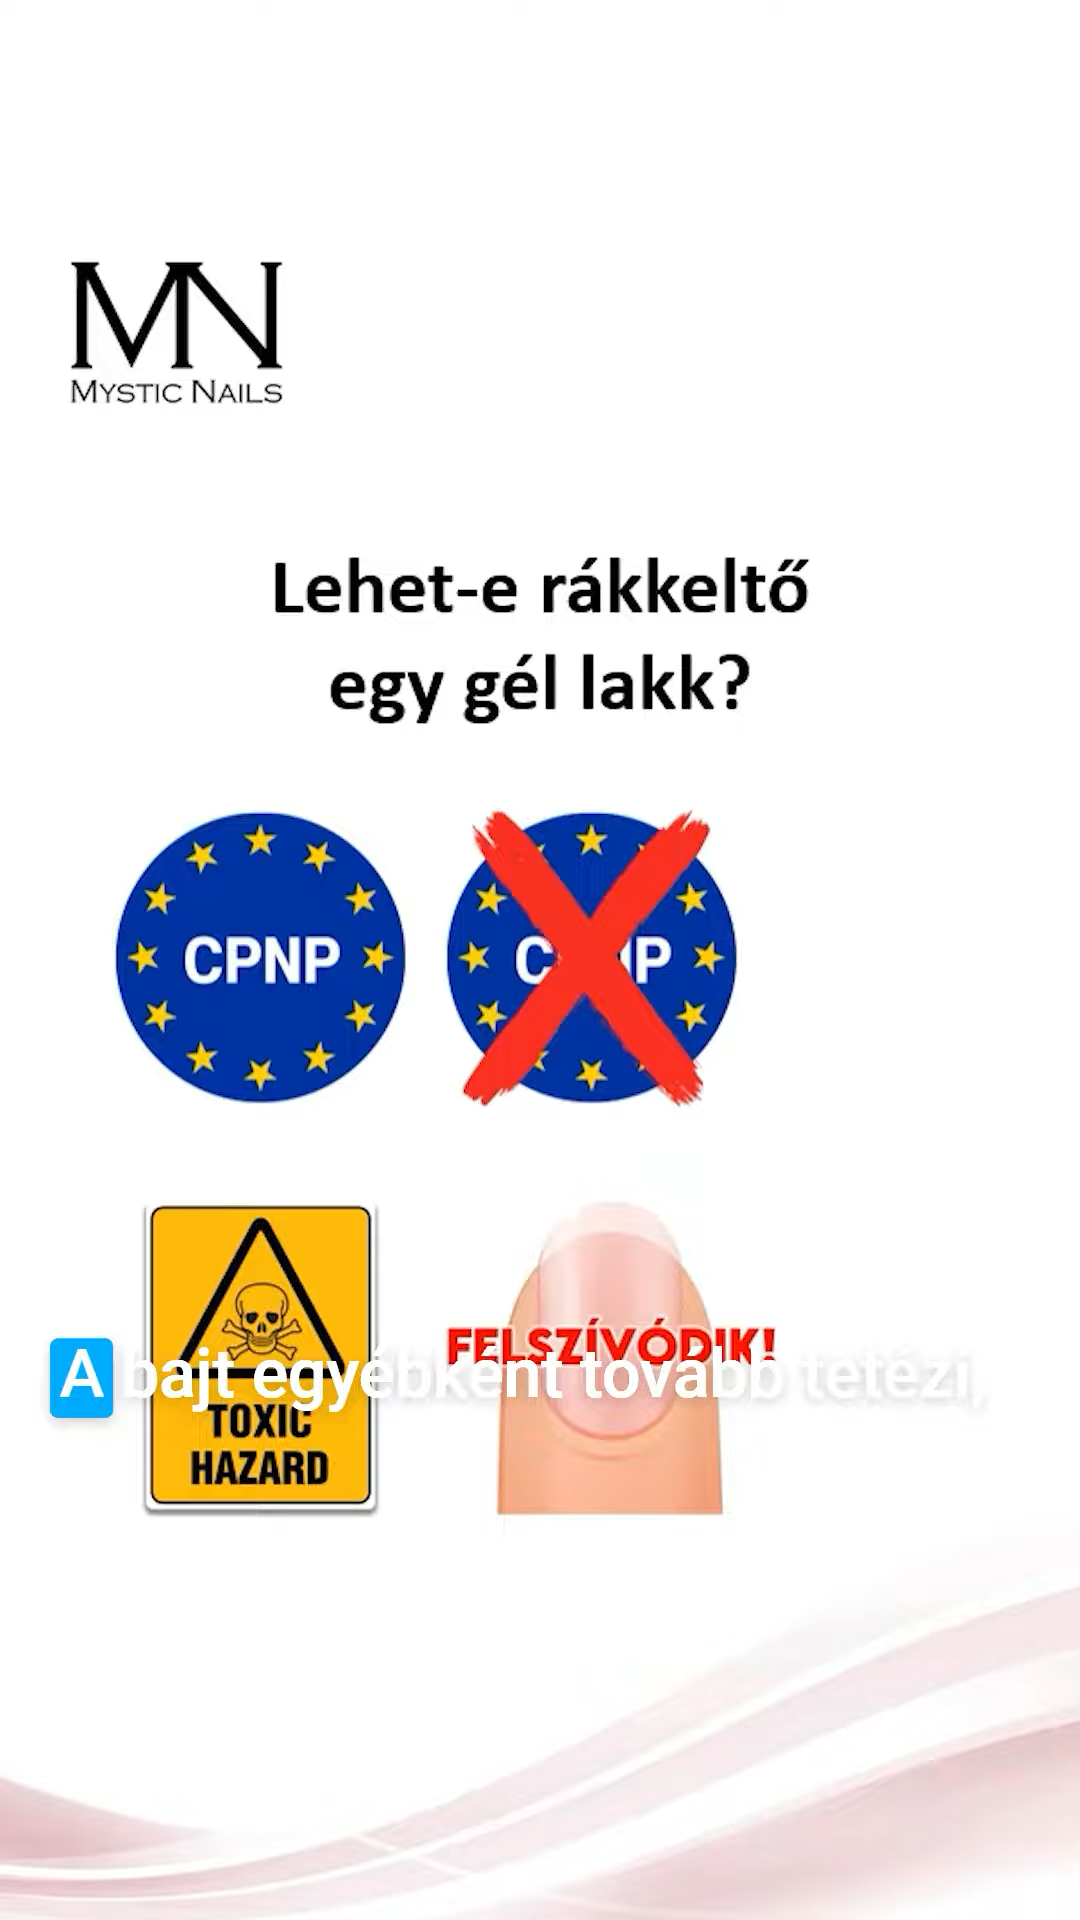 MN
MYSTIC NAILS
Lehet-e rákkeltő
egy gél lakk?
CPNP
FELSZÍVÓDIK!
A bajt egyébként tovább tetézi,
TOXIC
HAZARD